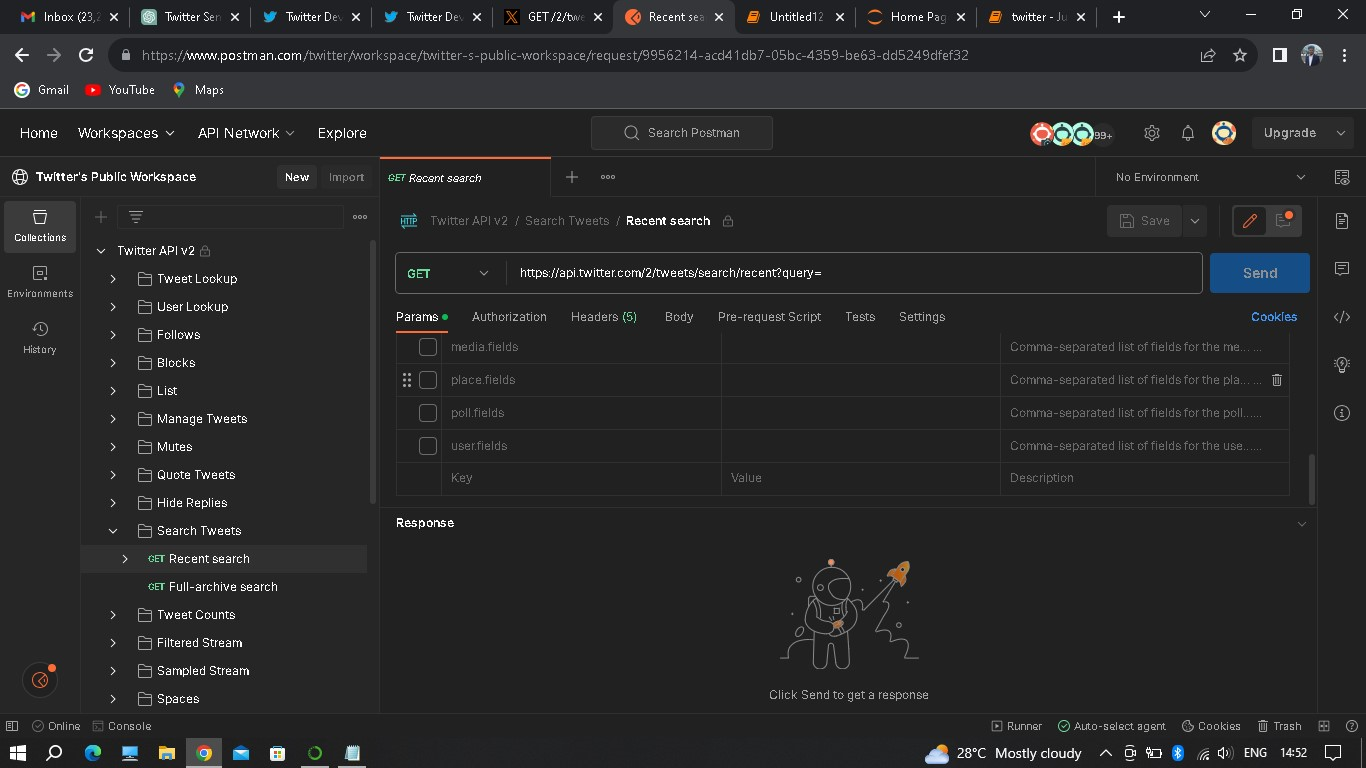 Inbox (23,
Twitter Sen
Twitter Dev
Twitter Dev
GET /2/twe
Recent sea
Untitled12
Home Pag
twitter - Ju
https://www.postman.com/twitter/workspace/twitter-s-public-workspace/request/9956214-acd41db7-05bc-4359-be63-dd5249dfef32
Gmail YouTube Maps
Home Workspaces API Network Explore Search Postman 99+ Upgrade
Twitter's Public Workspace New Import GET Recent search No Environment
Collections
Environments
History
Twitter API v2
Tweet Lookup
User Lookup
Follows
Blocks
List
Manage Tweets
Mutes
Quote Tweets
Hide Replies
Search Tweets
GET Recent search
GET Full-archive search
Tweet Counts
Filtered Stream
Sampled Stream
Spaces
HTTP Twitter API v2 / Search Tweets / Recent search Save
GET https://api.twitter.com/2/tweets/search/recent?query= Send
Params Authorization Headers (5) Body Pre-request Script Tests Settings Cookies
media.fields Comma-separated list of fields for the me... ...
place.fields Comma-separated list of fields for the pla... ...
poll.fields Comma-separated list of fields for the poll... ...
user.fields Comma-separated list of fields for the use... ...
Key Value Description
Response
Click Send to get a response
Online Console Runner Auto-select agent Cookies Trash
28°C Mostly cloudy ENG 14:52